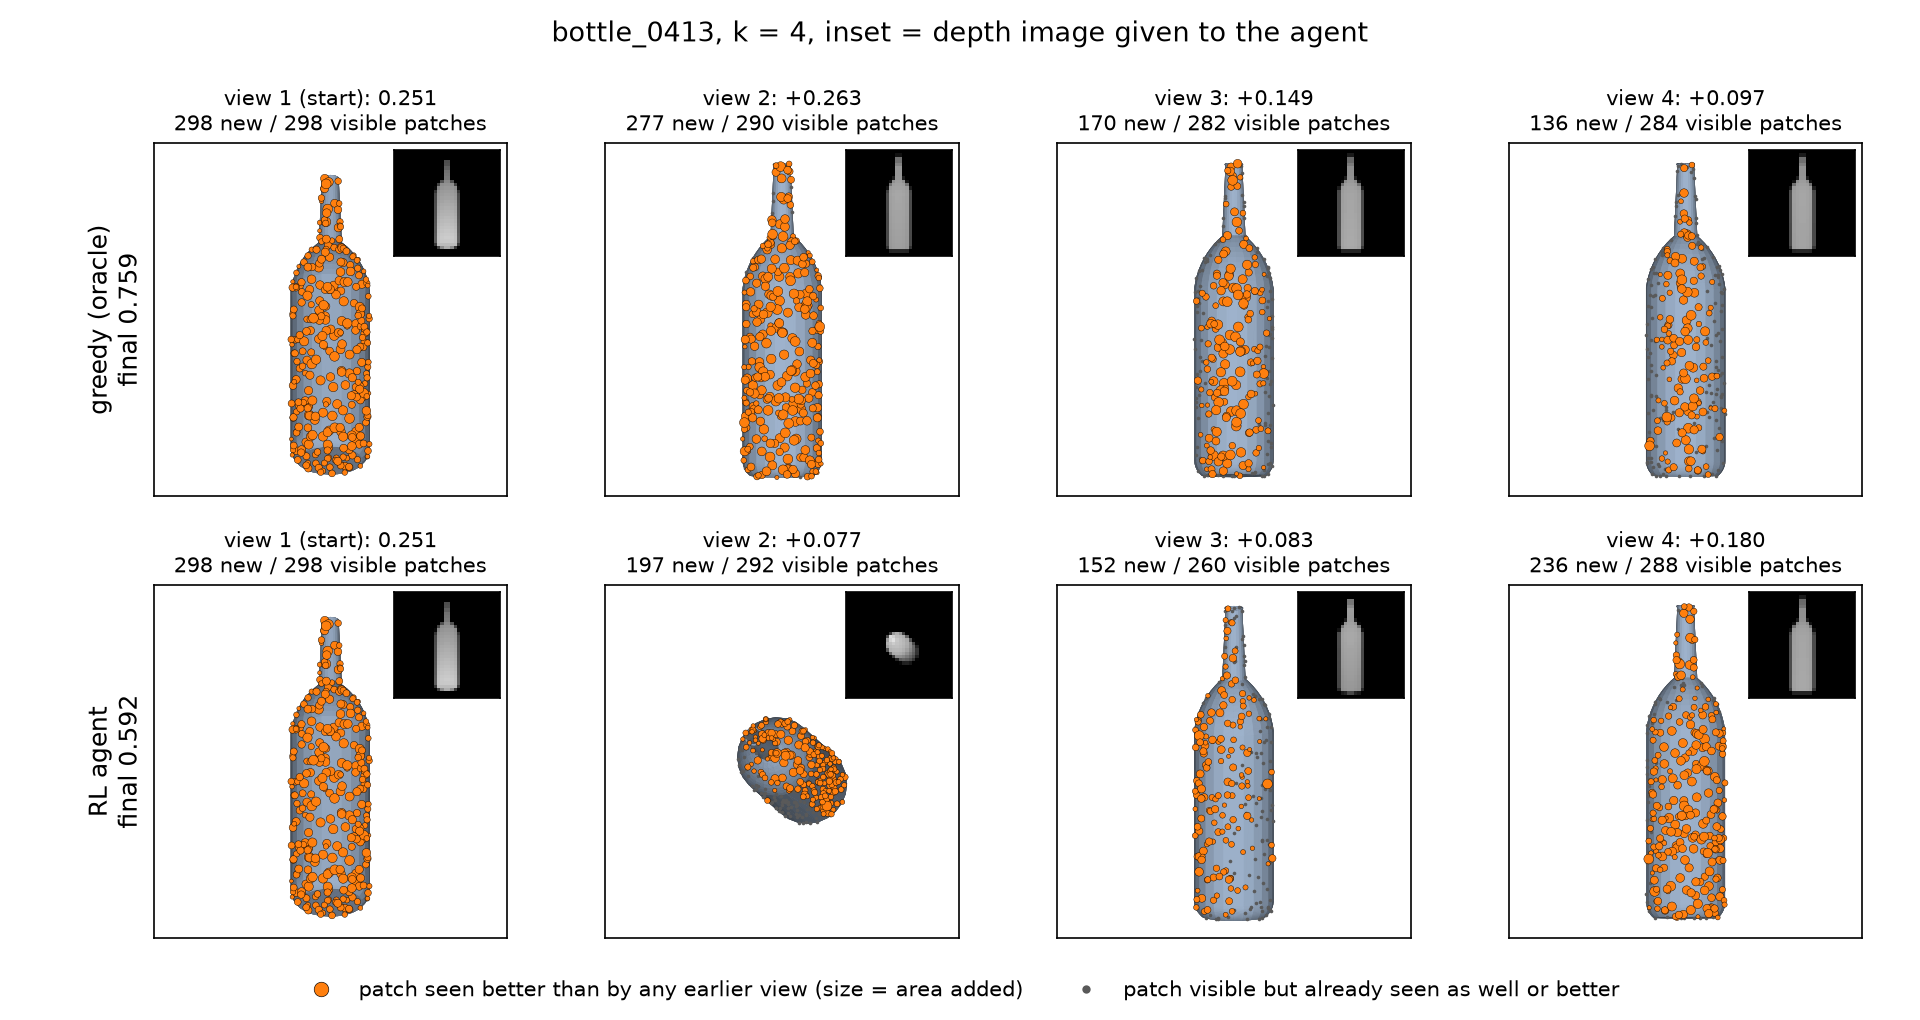 bottle_0413, k = 4, inset = depth image given to the agent
greedy (oracle)
final 0.759
view 1 (start): 0.251
298 new / 298 visible patches
view 2: +0.263
277 new / 290 visible patches
view 3: +0.149
170 new / 282 visible patches
view 4: +0.097
136 new / 284 visible patches
RL agent
final 0.592
view 1 (start): 0.251
298 new / 298 visible patches
view 2: +0.077
197 new / 292 visible patches
view 3: +0.083
152 new / 260 visible patches
view 4: +0.180
236 new / 288 visible patches
patch seen better than by any earlier view (size = area added)
patch visible but already seen as well or better